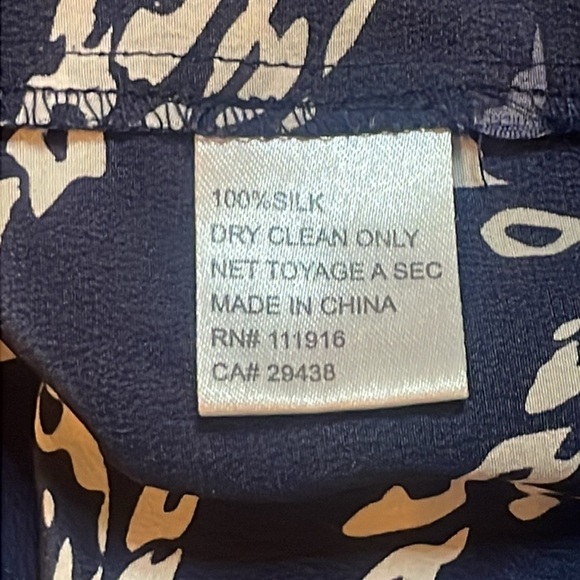 100%SILK
DRY CLEAN ONLY
NET TOYAGE A SEC
MADE IN CHINA
RN# 111916
CA# 29438